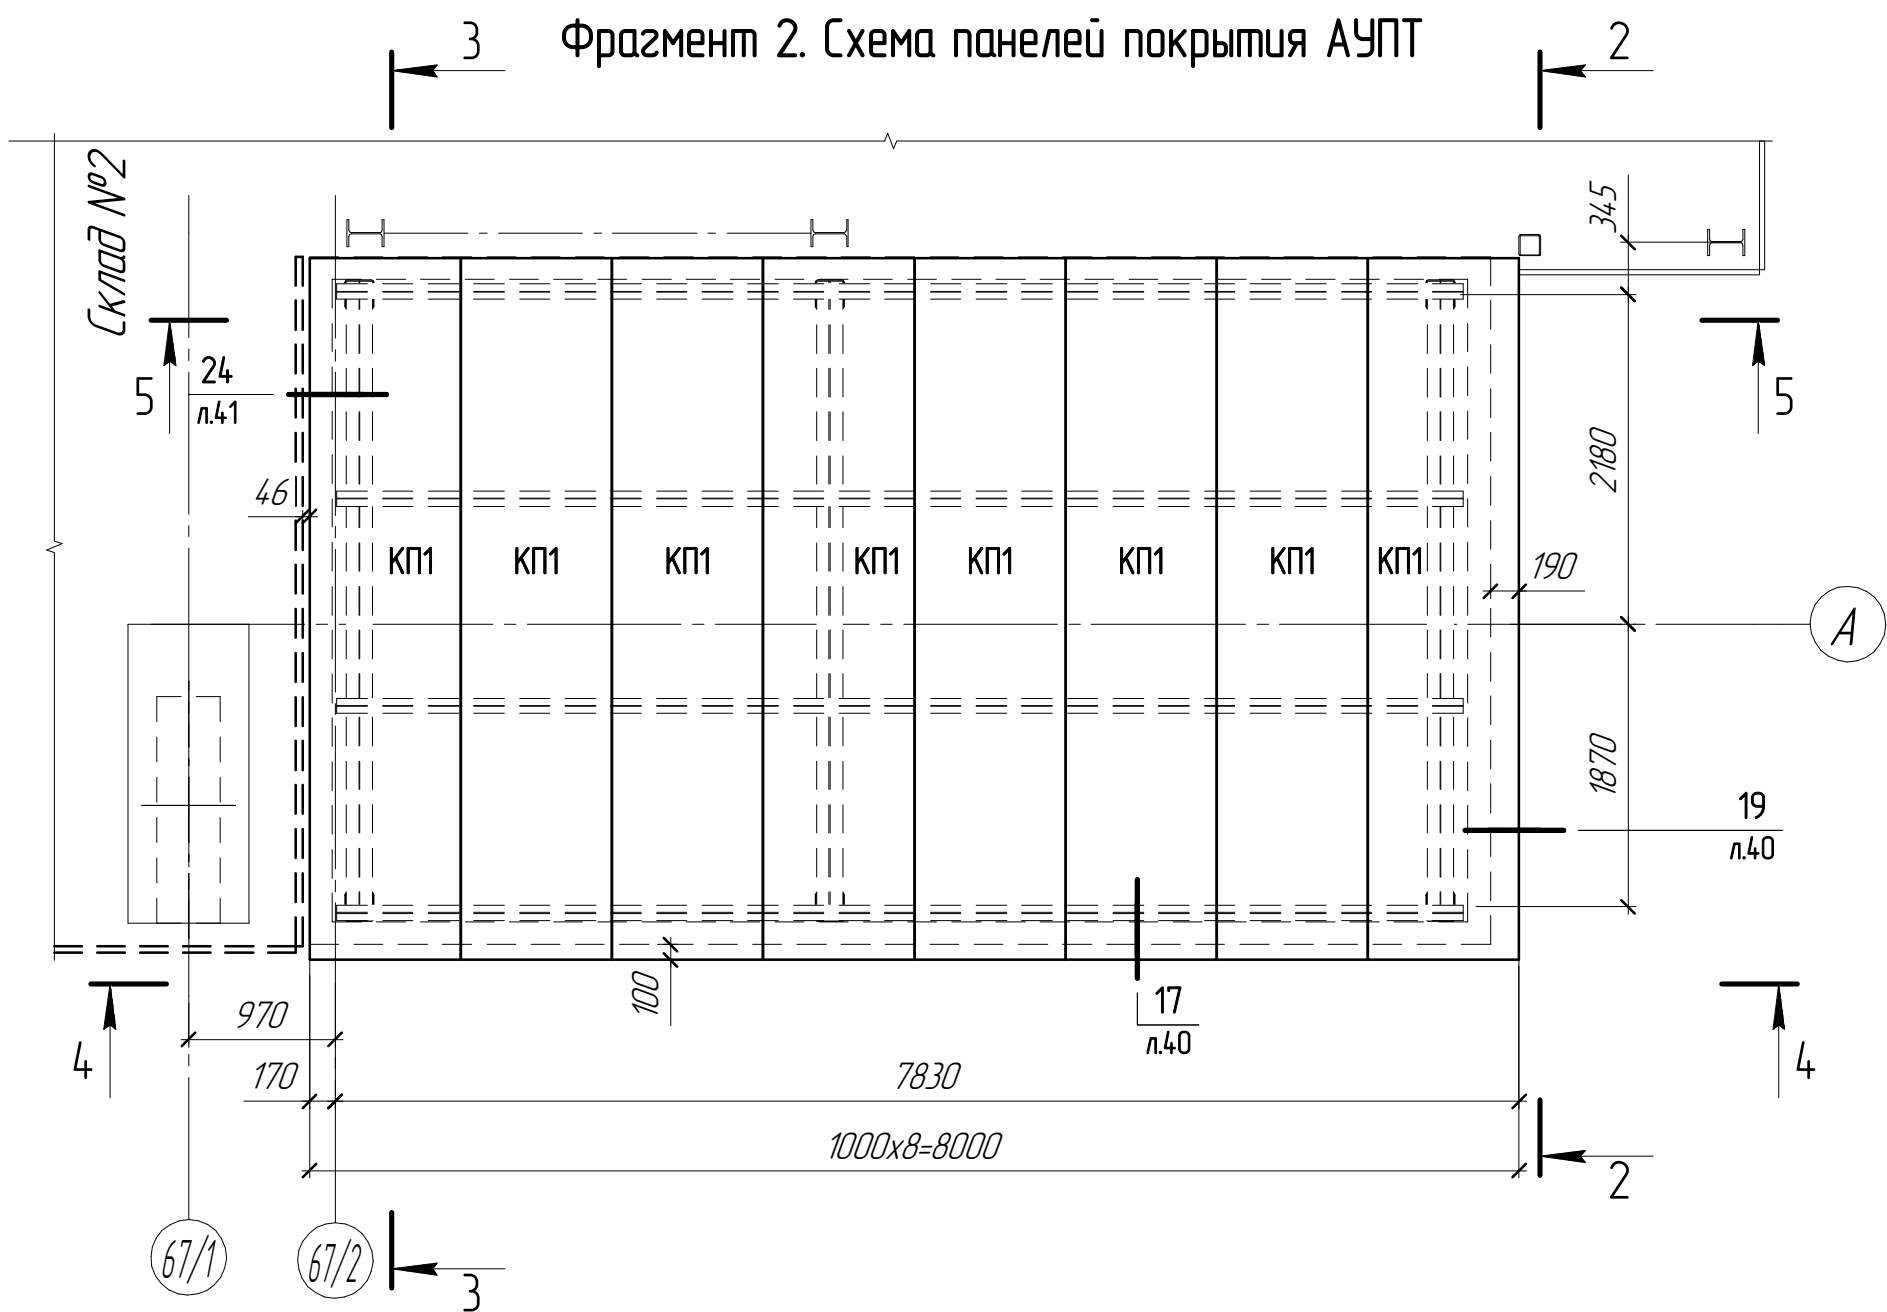 Фрагмент 2. Схема панелей покрытия АУПТ
3
2
Склад №2
345
5
24
л.41
5
2180
46
КП1
КП1
КП1
КП1
КП1
КП1
КП1
КП1
190
А
1870
19
л.40
100
17
л.40
970
4
4
170
7830
1000х8=8000
2
67/1
67/2
3